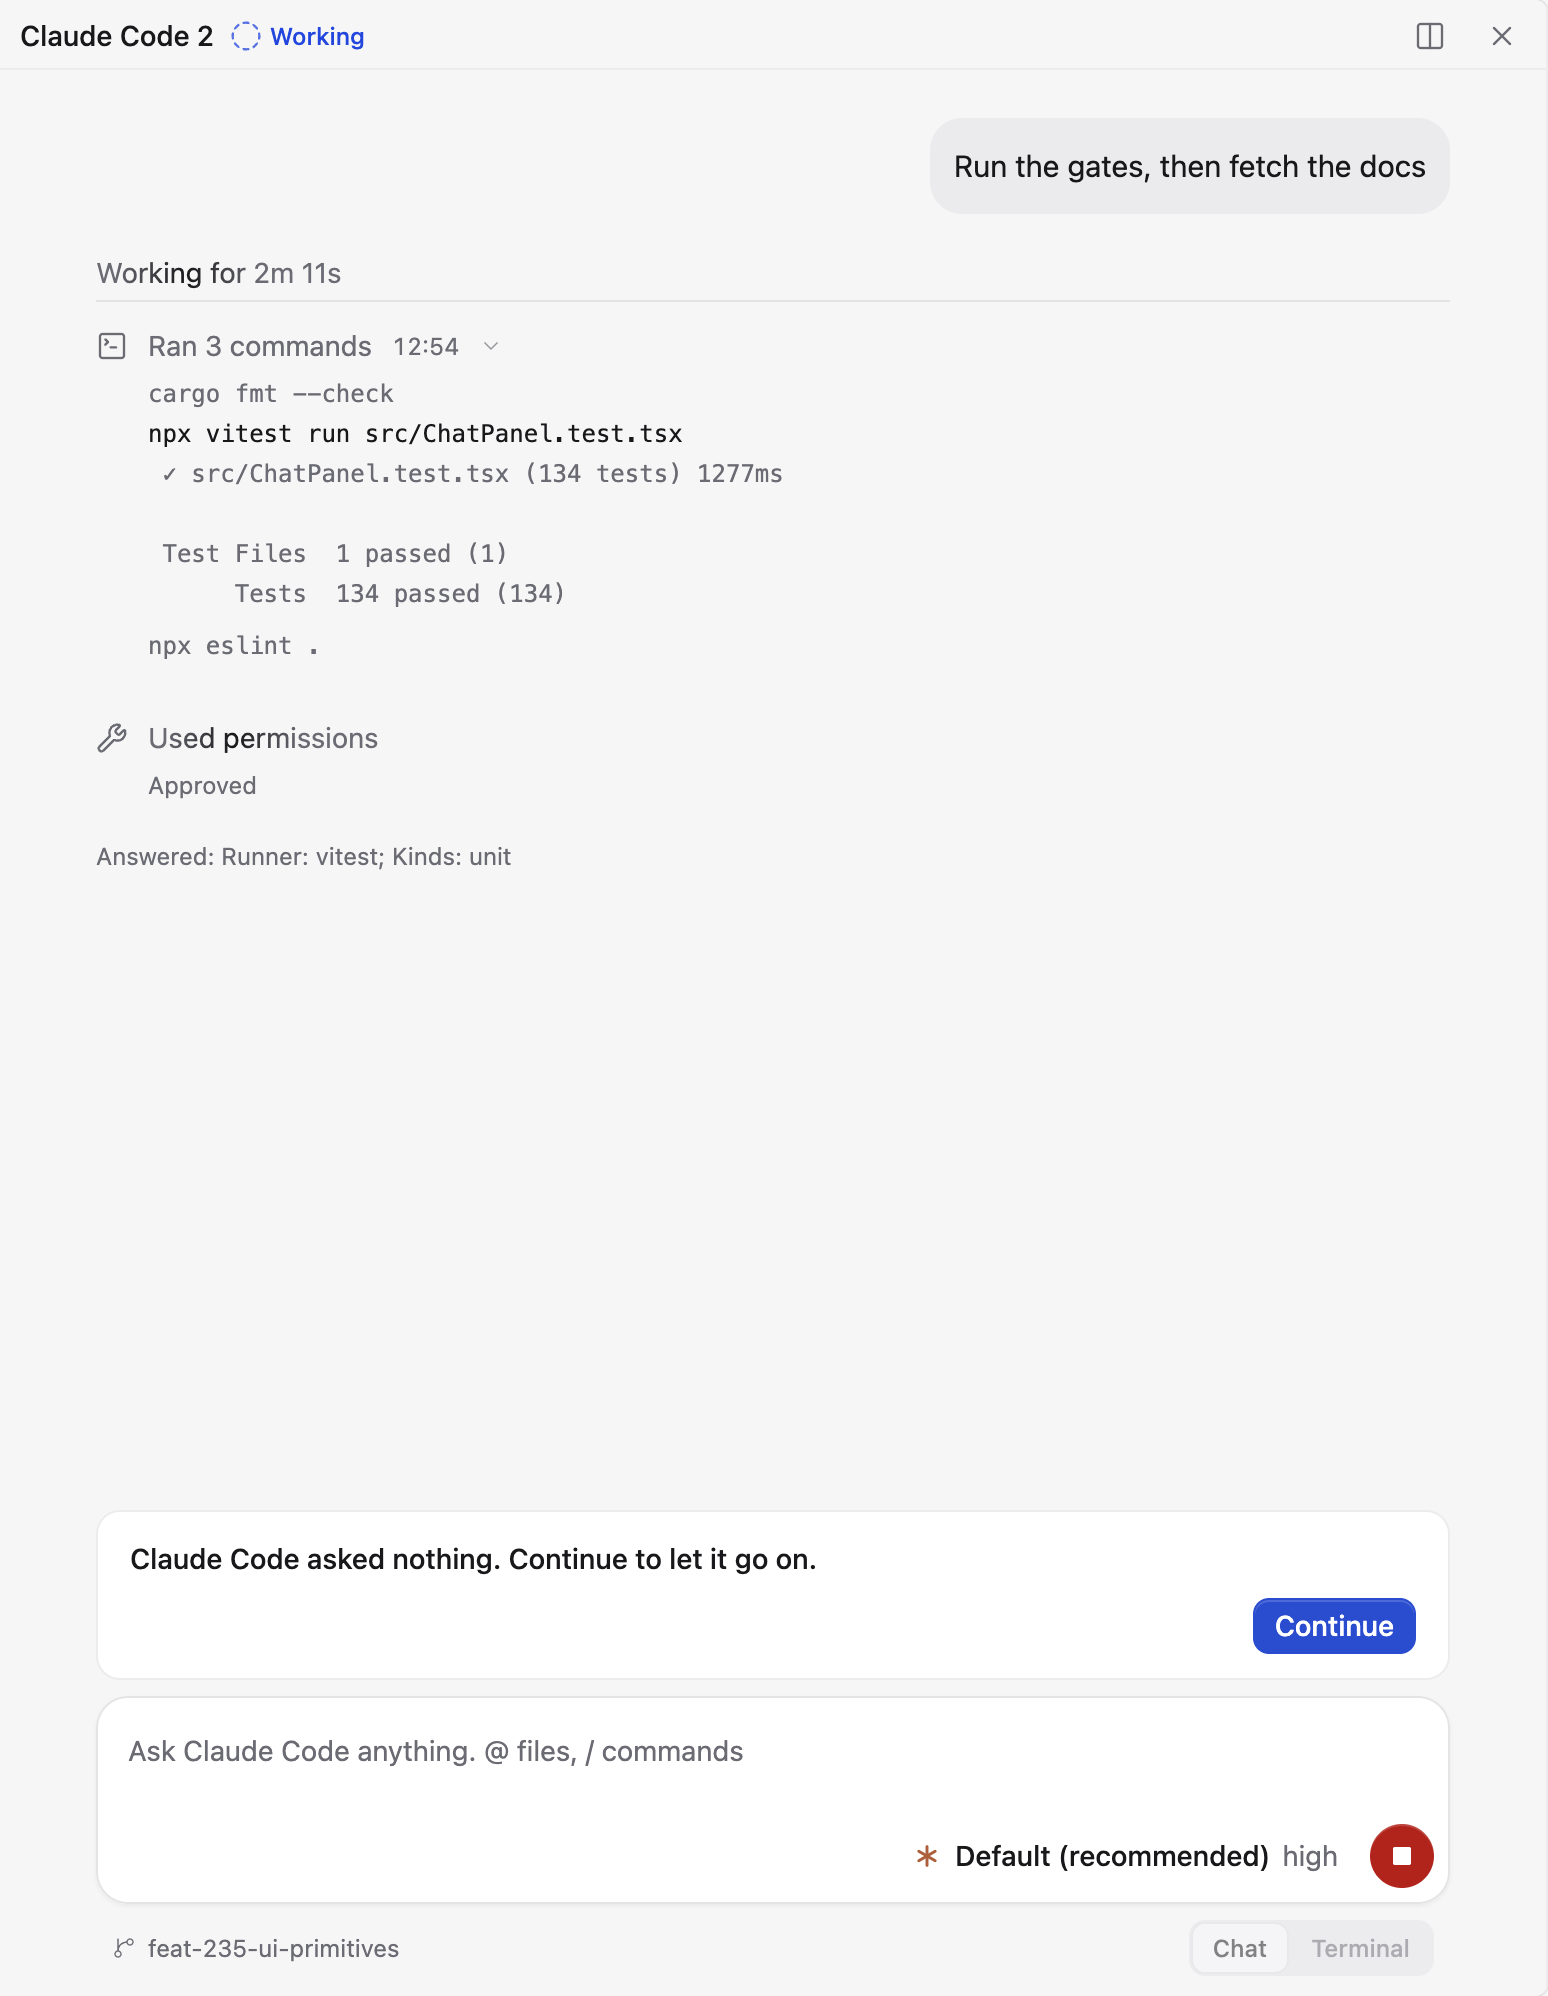 Claude Code 2 Working
Run the gates, then fetch the docs
Working for 2m 11s
Ran 3 commands 12:54
cargo fmt --check
npx vitest run src/ChatPanel.test.tsx
✓ src/ChatPanel.test.tsx (134 tests) 1277ms
Test Files 1 passed (1)
Tests 134 passed (134)
npx eslint .
Used permissions
Approved
Answered: Runner: vitest; Kinds: unit
Claude Code asked nothing. Continue to let it go on.
Continue
Ask Claude Code anything. @ files, / commands
Default (recommended) high
feat-235-ui-primitives
Chat Terminal